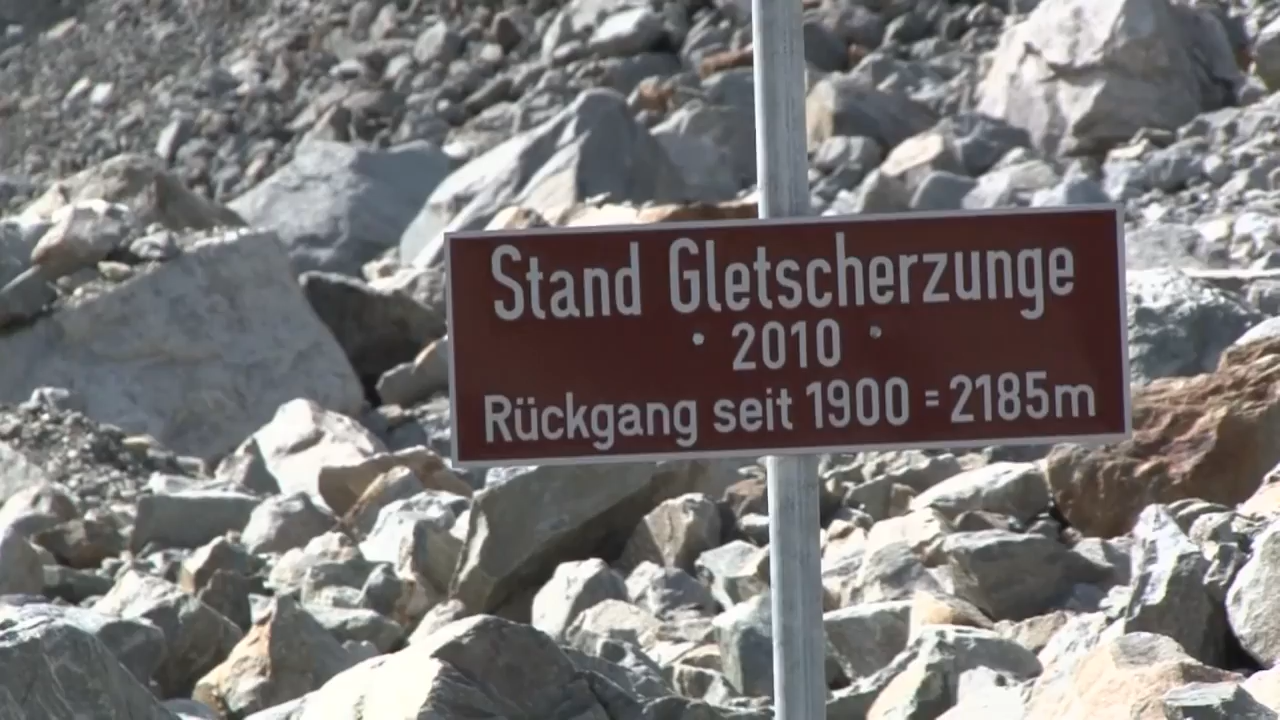 Stand Gletscherzunge
2010
Rückgang seit 1900 = 2185m